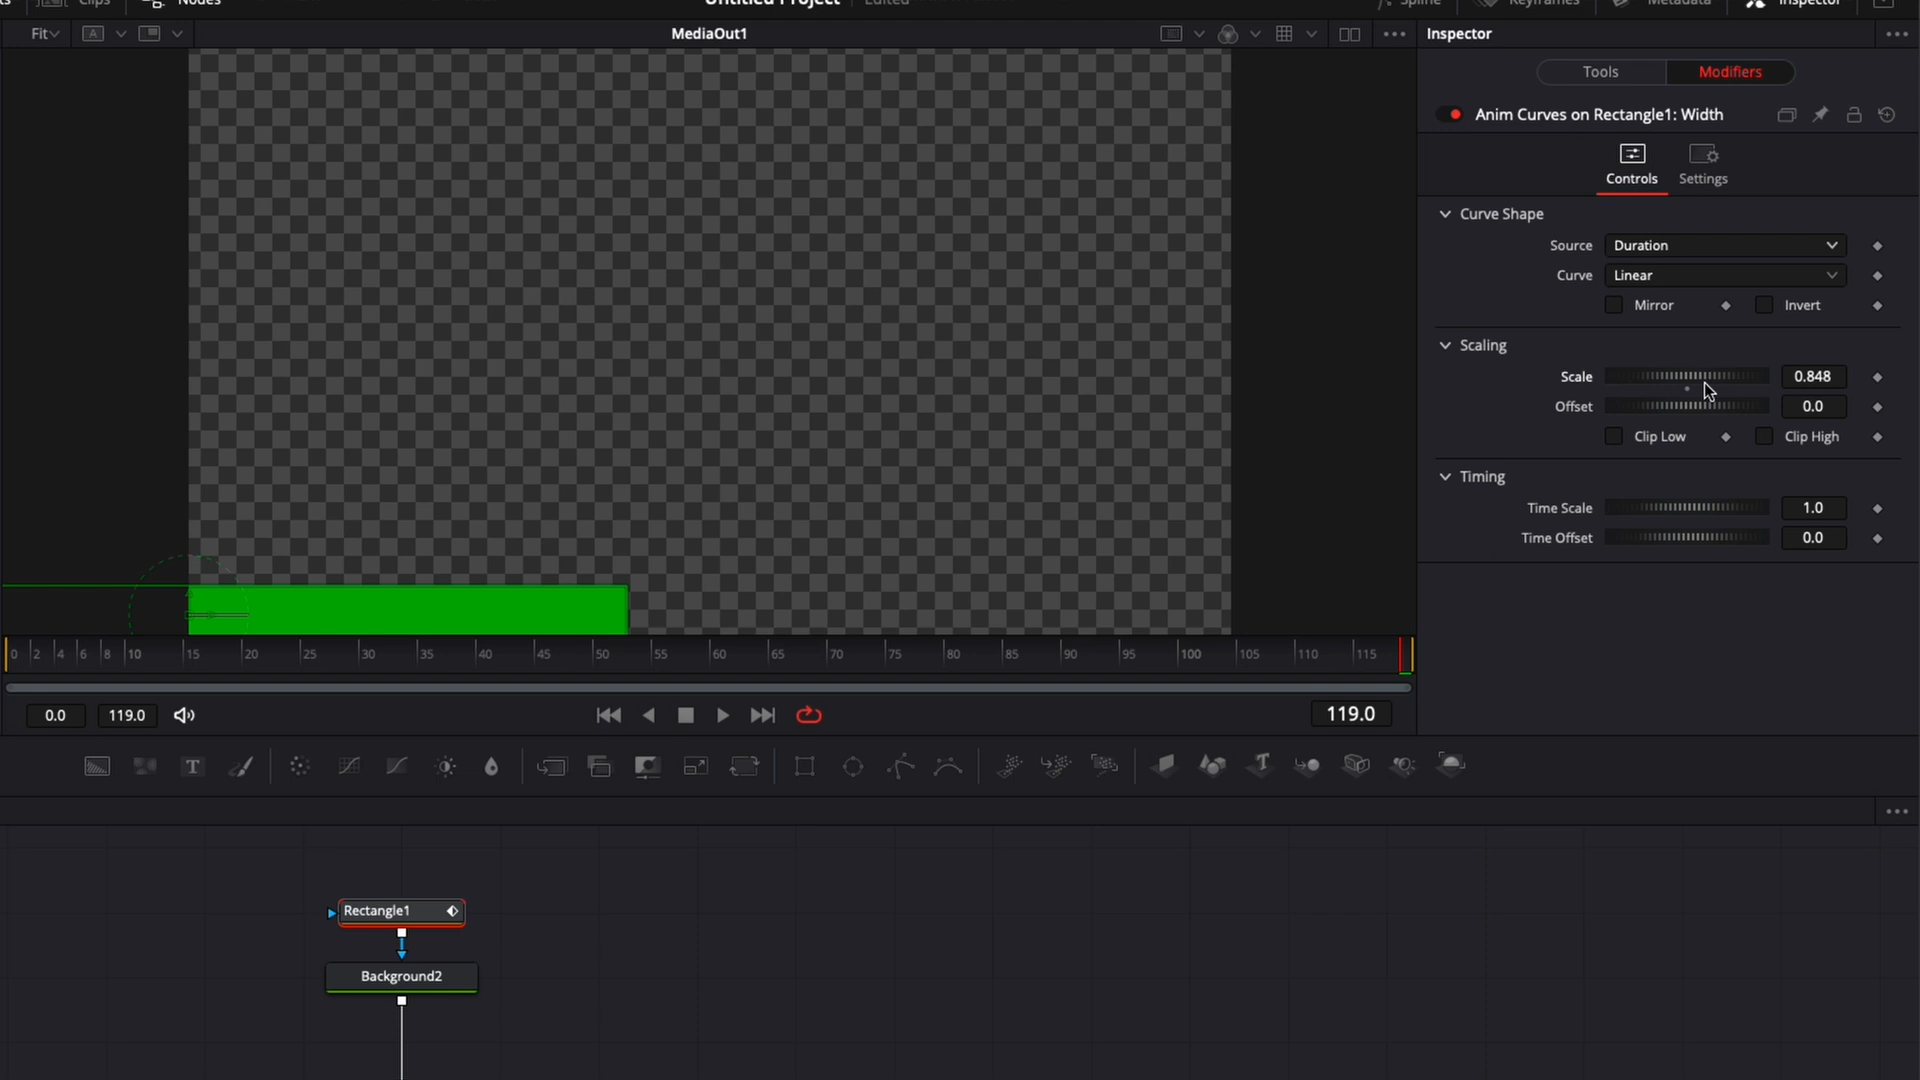 Clips
Nodes
Untitled Project
Edited
Spline
Keyframes
Metadata
Inspector
Fit
A
MediaOut1
Inspector
Tools
Modifiers
Anim Curves on Rectangle1: Width
Controls
Settings
Curve Shape
Source
Duration
Curve
Linear
Mirror
Invert
Scaling
Scale
0.848
Offset
0.0
Clip Low
Clip High
Timing
Time Scale
1.0
Time Offset
0.0
0 2 4 6 8 10 15 20 25 30 35 40 45 50 55 60 65 70 75 80 85 90 95 100 105 110 115
0.0
119.0
119.0
T
T
Rectangle1
Background2